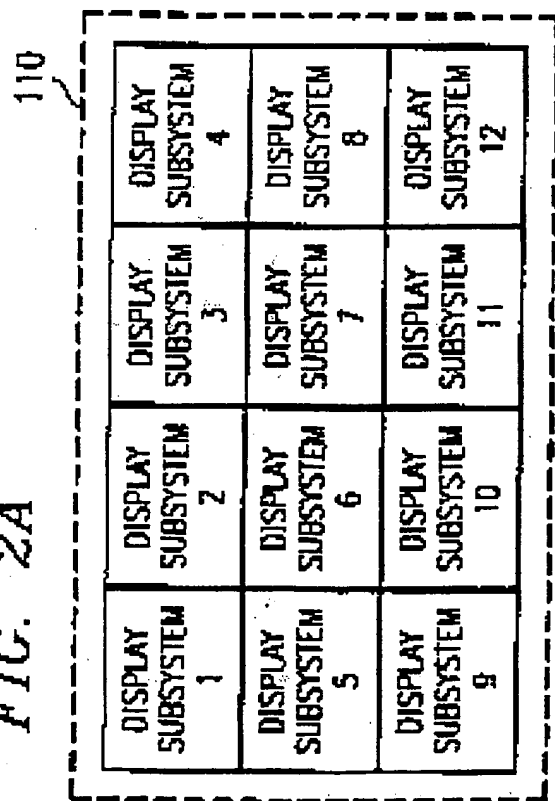 FIG. 2A
110
DISPLAY
SUBSYSTEM
1
DISPLAY
SUBSYSTEM
2
DISPLAY
SUBSYSTEM
3
DISPLAY
SUBSYSTEM
4
DISPLAY
SUBSYSTEM
5
DISPLAY
SUBSYSTEM
6
DISPLAY
SUBSYSTEM
7
DISPLAY
SUBSYSTEM
8
DISPLAY
SUBSYSTEM
9
DISPLAY
SUBSYSTEM
10
DISPLAY
SUBSYSTEM
11
DISPLAY
SUBSYSTEM
12